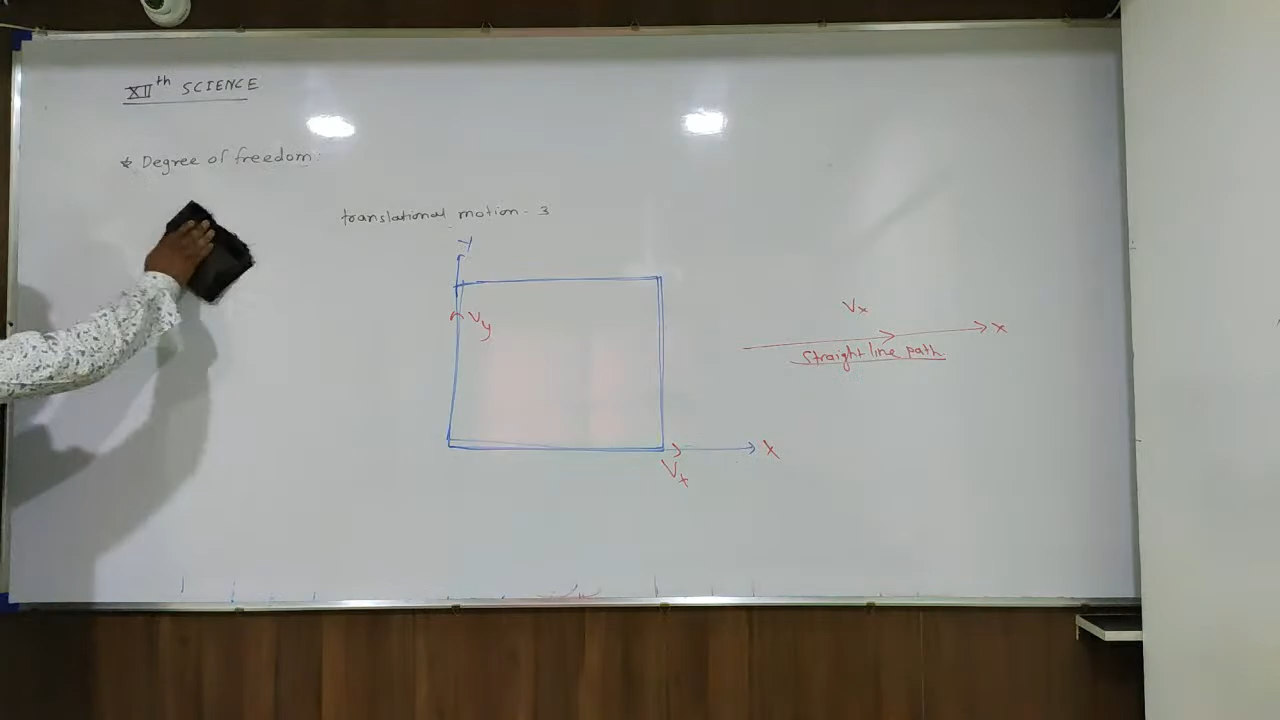 XIIth SCIENCE
* Degree of freedom:
translational motion - 3
y
Vy
Vx
x
Straight line path
X
Vx